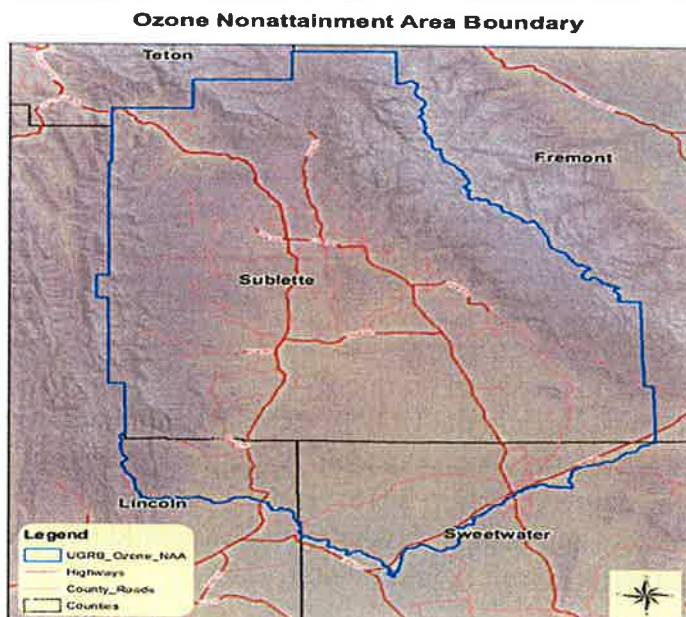 Ozone Nonattainment Area Boundary
Teton
Fremont
Sublette
Lincoln
Sweetwater
Legend
UGRB_Ozone_NAA
Highways
County_Roads
Counties